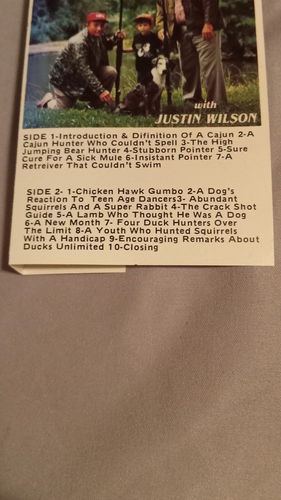 with
JUSTIN WILSON
SIDE 1-Introduction & Difinition Of A Cajun 2-A
Cajun Hunter Who Couldn't Spell 3-The High
Jumping Bear Hunter 4-Stubborn Pointer 5-Sure
Cure For A Sick Mule 6-Insistant Pointer 7-A
Retreiver That Couldn't Swim
SIDE 2- 1-Chicken Hawk Gumbo 2-A Dog's
Reaction To Teen Age Dancers3- Abundant
Squirrels And A Super Rabbit 4-The Crack Shot
Guide 5-A Lamb Who Thought He Was A Dog
6-A New Month 7- Four Duck Hunters Over
The Limit 8-A Youth Who Hunted Squirrels
With A Handicap 9-Encouraging Remarks About
Ducks Unlimited 10-Closing